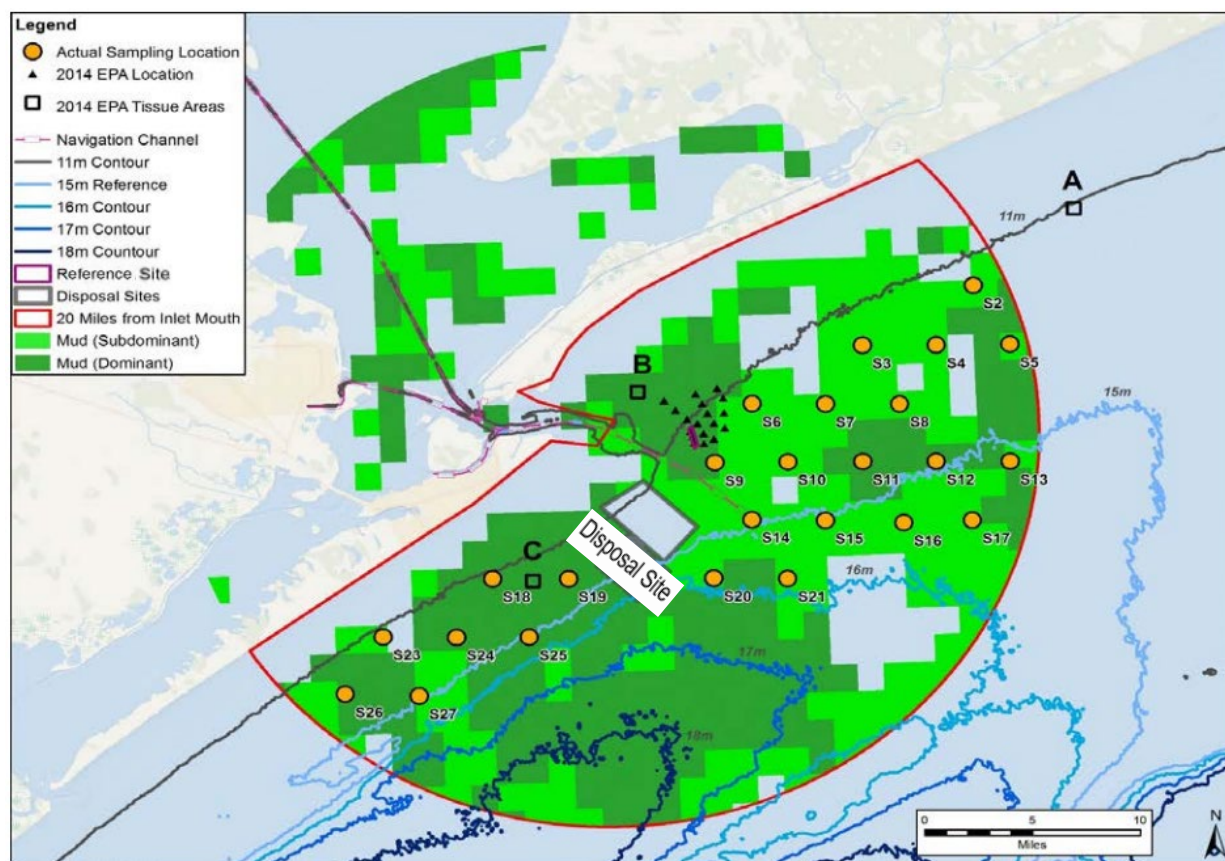 Legend
Actual Sampling Location
2014 EPA Location
2014 EPA Tissue Areas
Navigation Channel
11m Contour
15m Reference
16m Contour
17m Contour
18m Countour
Reference Site
Disposal Sites
20 Miles from Inlet Mouth
Mud (Subdominant)
Mud (Dominant)
A
11m
S2
S3
S4
S5
B
15m
S6
S7
S8
S9
S10
S11
S12
S13
S14
S15
S16
S17
Disposal Site
C
16m
S18
S19
S20
S21
S23
S24
S25
17m
S26
S27
18m
0
5
10
Miles
N